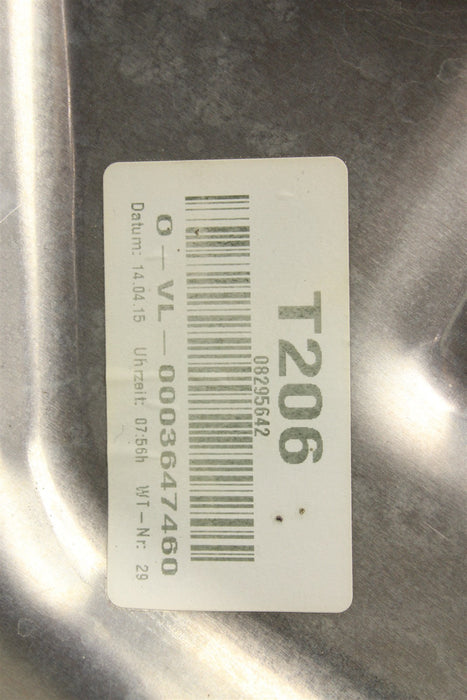 T206
08295642
O-VL-0003647460
Datum: 14.04.15 Uhrzeit: 07:56h WT-Nr: 29